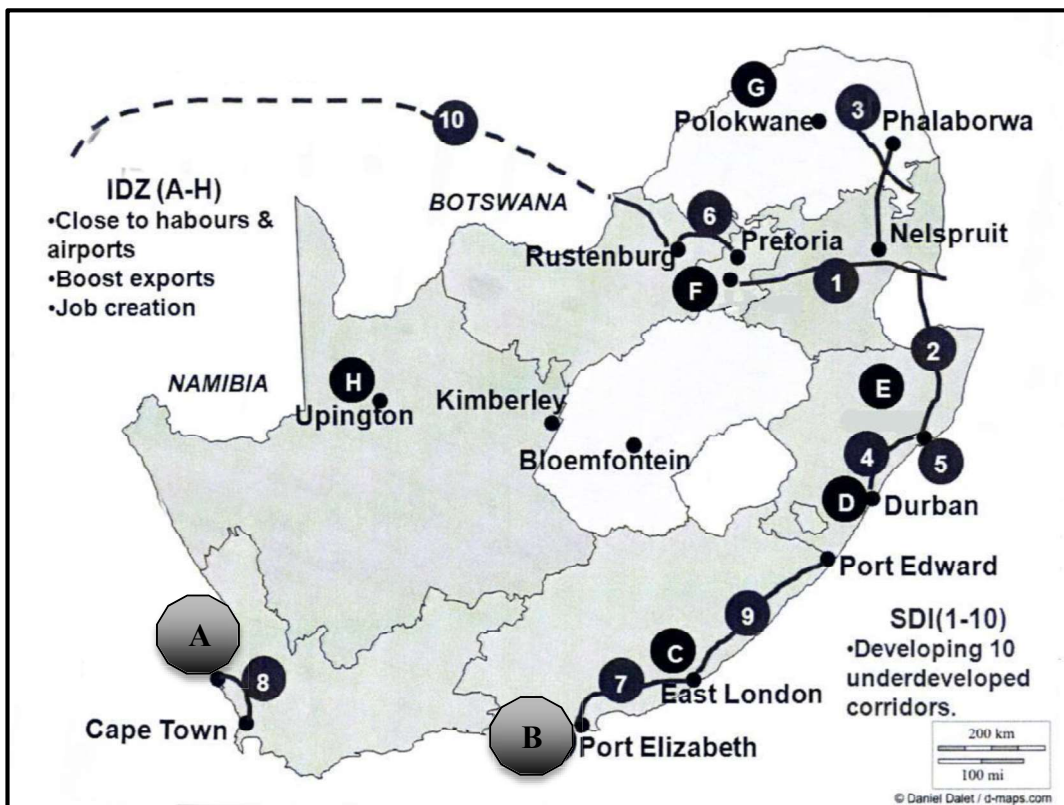 G
Polokwane
3
Phalaborwa
10
IDZ (A-H)
•Close to habours &
airports
•Boost exports
•Job creation
BOTSWANA
6
Rustenburg
Pretoria
Nelspruit
F
1
2
NAMIBIA
H
Upington
Kimberley
E
Bloemfontein
4
5
D
Durban
Port Edward
A
8
Cape Town
9
C
7
East London
B
Port Elizabeth
SDI(1-10)
•Developing 10
underdeveloped
corridors.
200 km
100 mi
© Daniel Dalet / d-maps.com